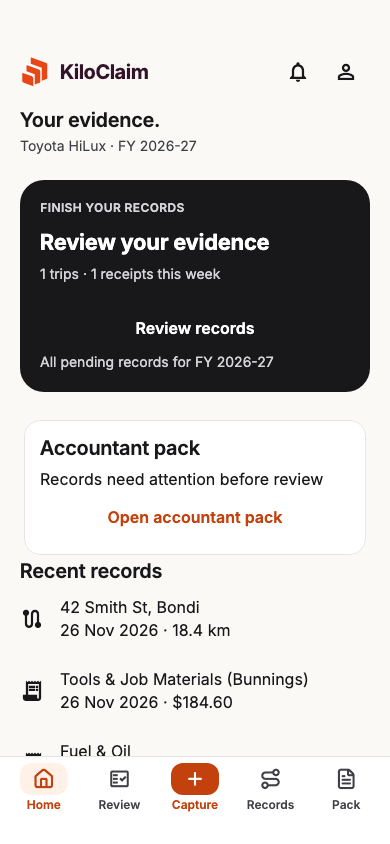 KiloClaim
Your evidence.
Toyota HiLux · FY 2026-27
FINISH YOUR RECORDS
Review your evidence
1 trips · 1 receipts this week
Review records
All pending records for FY 2026-27
Accountant pack
Records need attention before review
Open accountant pack
Recent records
42 Smith St, Bondi
26 Nov 2026 · 18.4 km
Tools & Job Materials (Bunnings)
26 Nov 2026 · $184.60
Fuel & Oil
Home
Review
Capture
Records
Pack